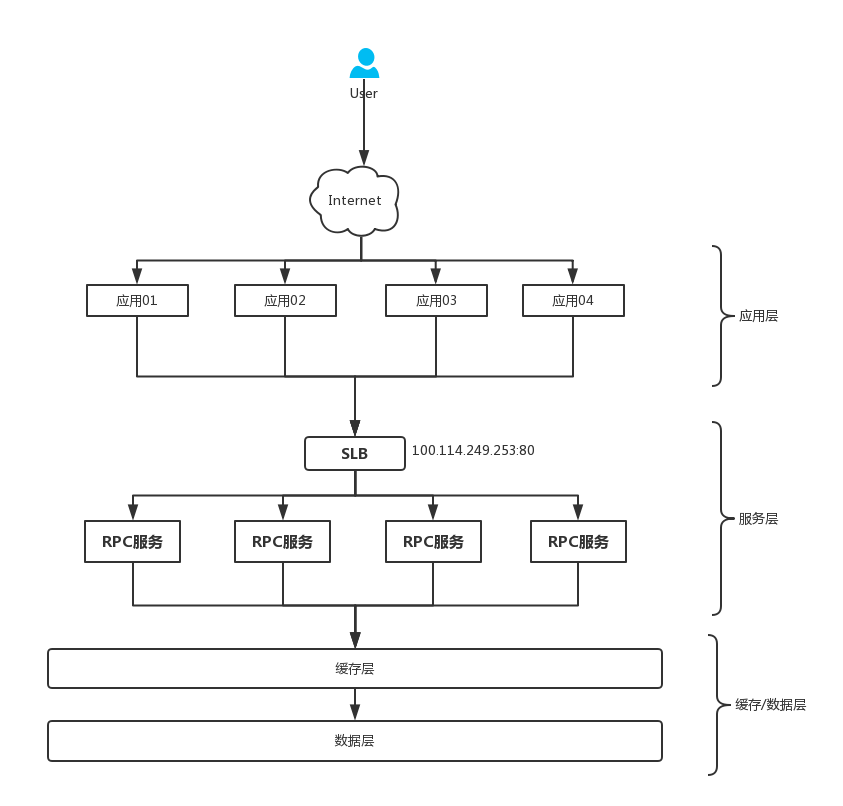 User
Internet
应用01
应用02
应用03
应用04
应用层
SLB
100.114.249.253:80
RPC服务
RPC服务
RPC服务
RPC服务
服务层
缓存层
缓存/数据层
数据层